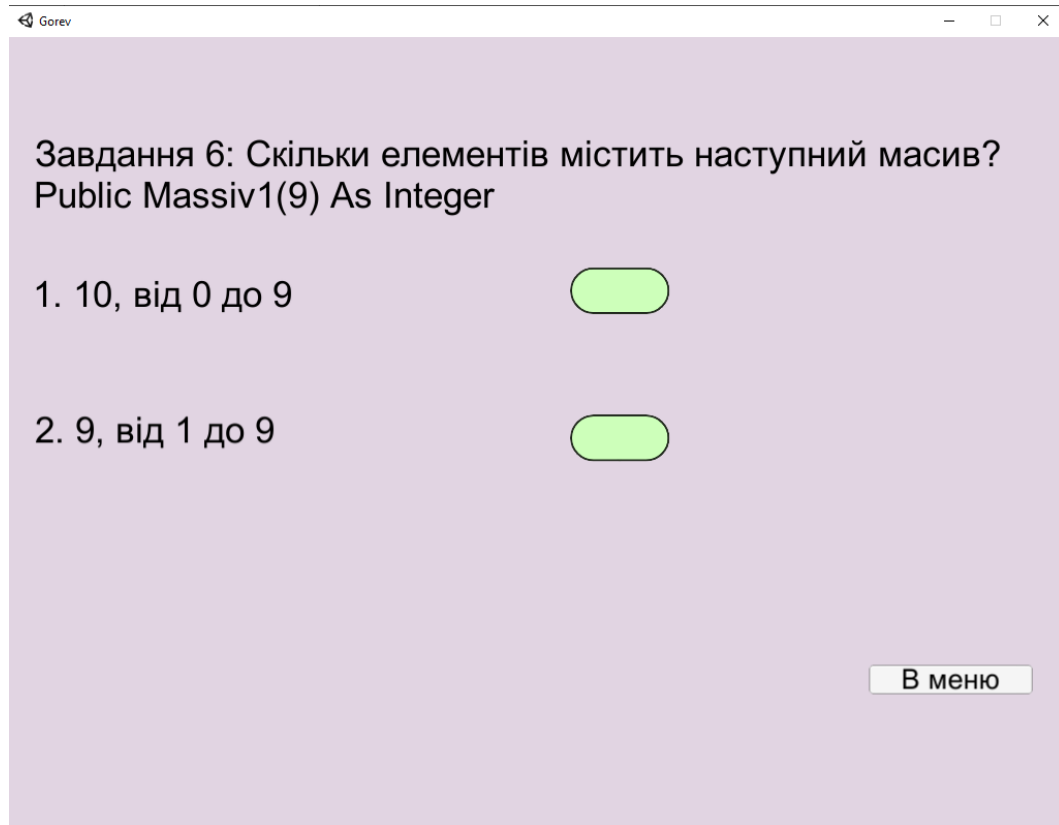 Gorev
Завдання 6: Скільки елементів містить наступний масив?
Public Massiv1(9) As Integer
1. 10, від 0 до 9
2. 9, від 1 до 9
В меню